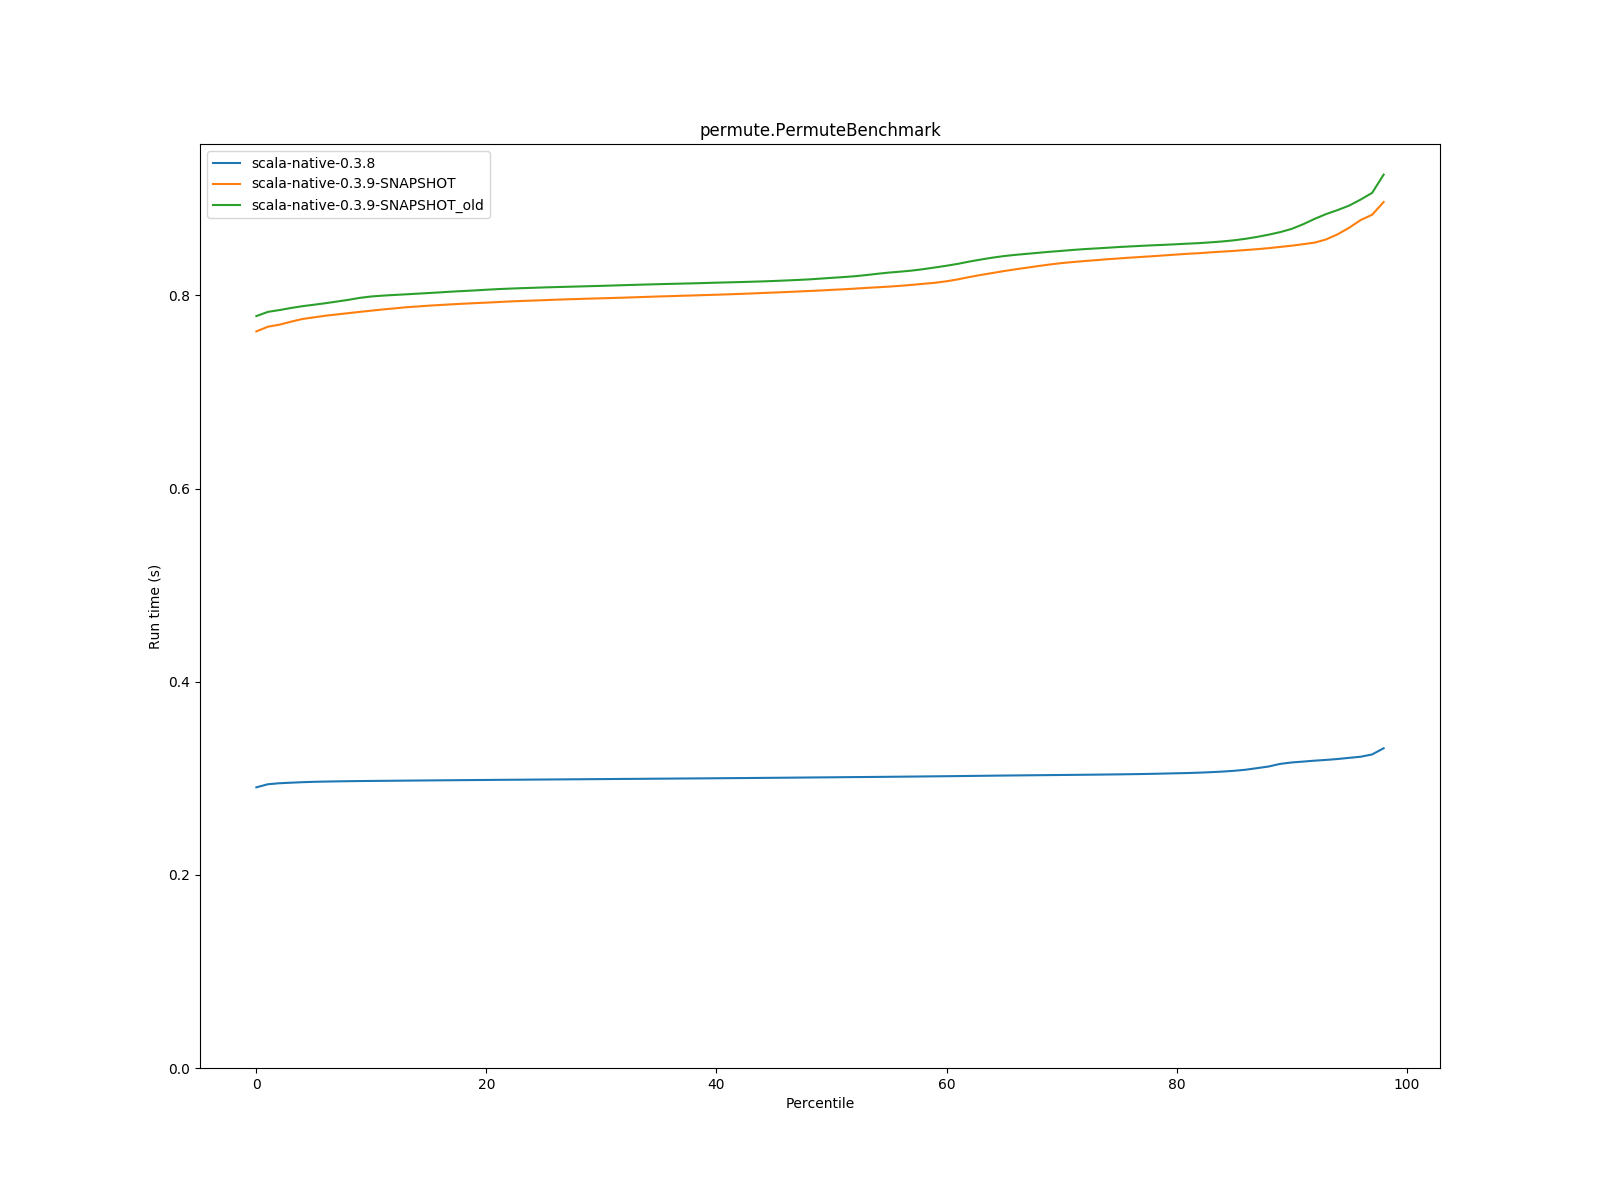 permute.PermuteBenchmark
scala-native-0.3.8
scala-native-0.3.9-SNAPSHOT
scala-native-0.3.9-SNAPSHOT_old
0.8
0.6
0.4
0.2
0.0
Run time (s)
0 20 40 60 80 100
Percentile